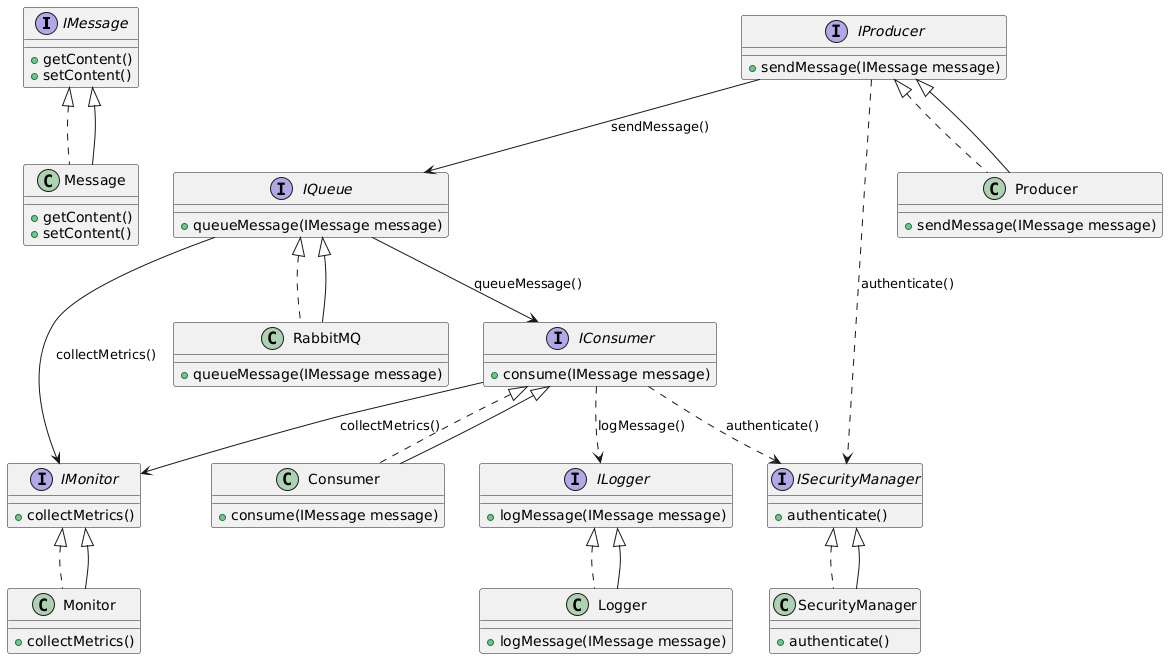 I IMessage
getContent()
setContent()
I IProducer
sendMessage(IMessage message)
sendMessage()
C Message
getContent()
setContent()
I IQueue
queueMessage(IMessage message)
C Producer
sendMessage(IMessage message)
queueMessage()
authenticate()
collectMetrics()
C RabbitMQ
queueMessage(IMessage message)
I IConsumer
consume(IMessage message)
collectMetrics()
logMessage()
authenticate()
I IMonitor
collectMetrics()
C Consumer
consume(IMessage message)
I ILogger
logMessage(IMessage message)
I ISecurityManager
authenticate()
C Monitor
collectMetrics()
C Logger
logMessage(IMessage message)
C SecurityManager
authenticate()